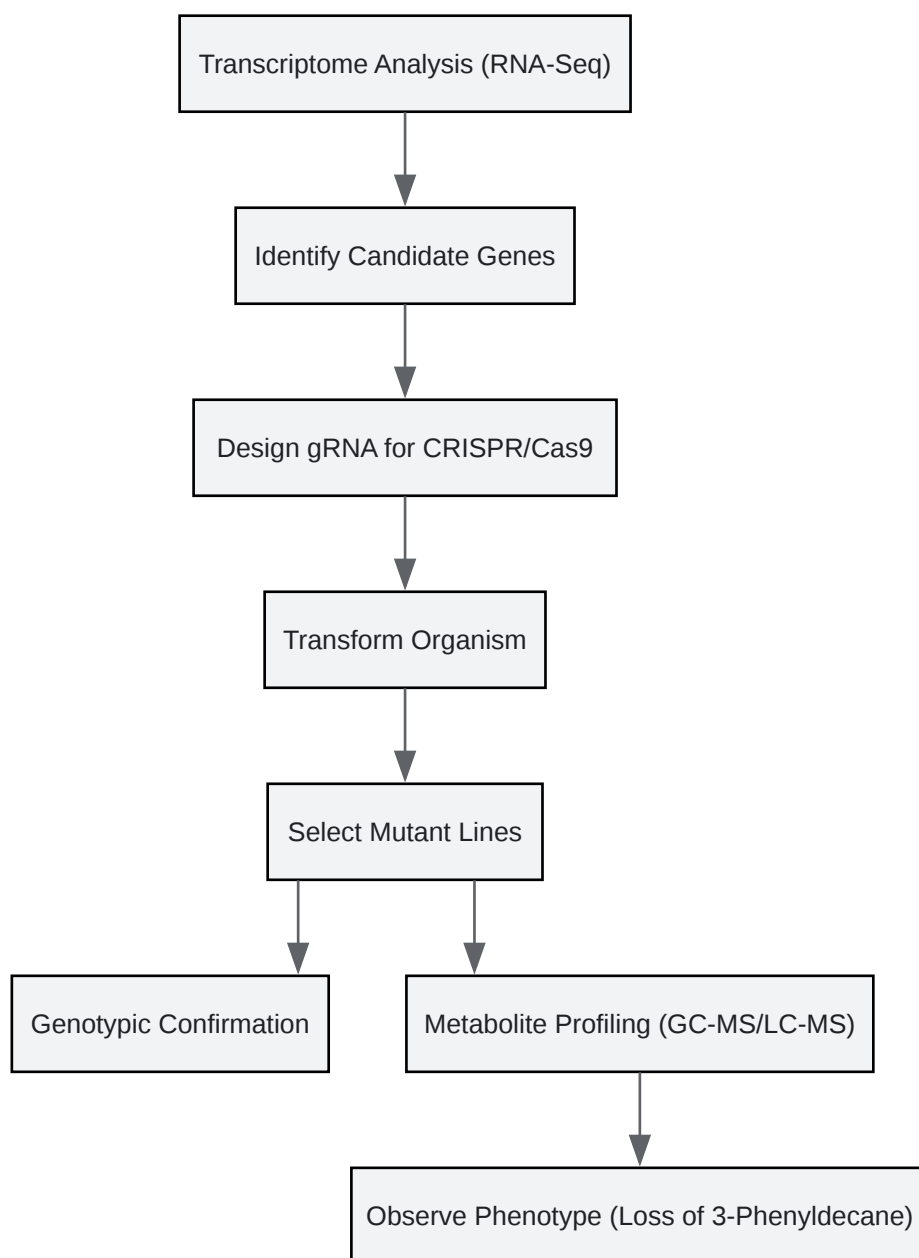 Transcriptome Analysis (RNA-Seq)
Identify Candidate Genes
Design gRNA for CRISPR/Cas9
Transform Organism
Select Mutant Lines
Genotypic Confirmation
Metabolite Profiling (GC-MS/LC-MS)
Observe Phenotype (Loss of 3-Phenyldecane)